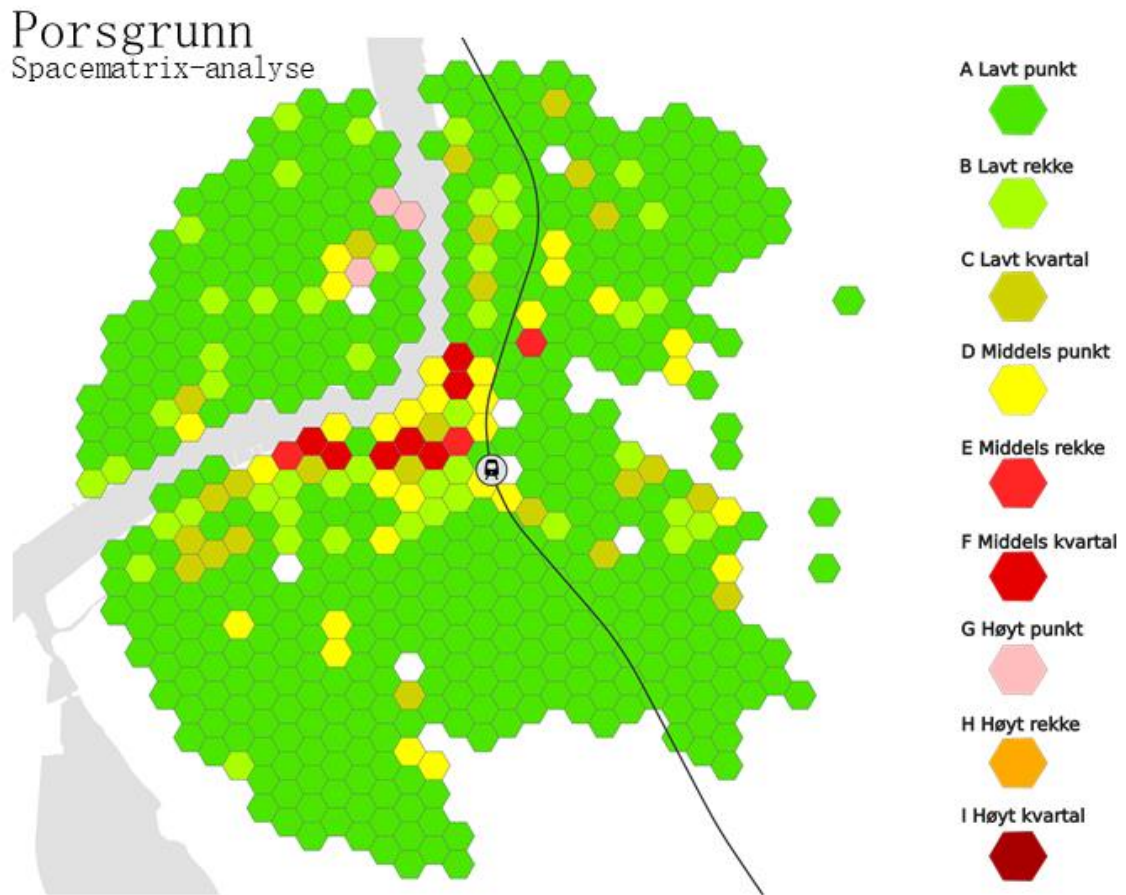 Porsgrunn
Spacematrix-analyse
A Lavt punkt
B Lavt rekke
C Lavt kvartal
D Middels punkt
E Middels rekke
F Middels kvartal
G Høyt punkt
H Høyt rekke
I Høyt kvartal